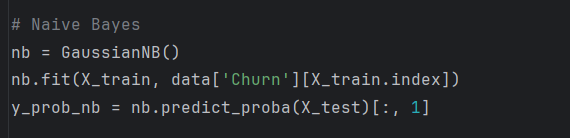 # Naive Bayes
nb = GaussianNB()
nb.fit(X_train, data['Churn'][X_train.index])
y_prob_nb = nb.predict_proba(X_test)[:, 1]